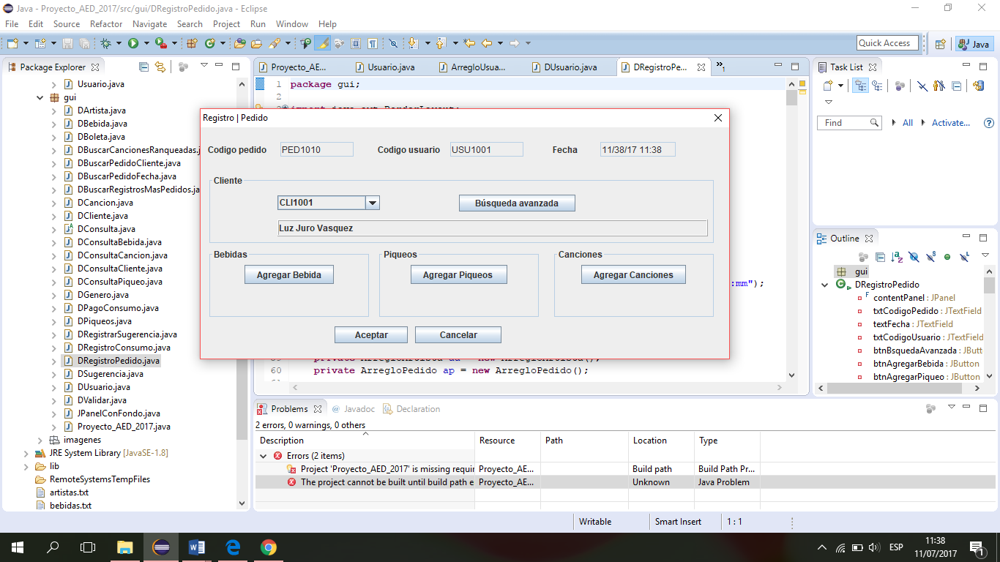 Java - Proyecto_AED_2017/src/gui/DRegistroPedido.java - Eclipse
File Edit Source Refactor Navigate Search Project Run Window Help
Quick Access Java
Package Explorer
Usuario.java
gui
DArtista.java
DBebida.java
DBoleta.java
DBuscarCancionesRanqueadas.j
DBuscarPedidoCliente.java
DBuscarPedidoFecha.java
DBuscarRegistrosMasPedidos.ja
DCancion.java
DCliente.java
DConsulta.java
DConsultaBebida.java
DConsultaCancion.java
DConsultaCliente.java
DConsultaPiqueo.java
DGenero.java
DPagoConsumo.java
DPiqueos.java
DRegistrarSugerencia.java
DRegistroConsumo.java
DRegistroPedido.java
DSugerencia.java
DUsuario.java
DValidar.java
JPanelConFondo.java
Proyecto_AED_2017.java
imagenes
JRE System Library [JavaSE-1.8]
lib
RemoteSystemsTempFiles
artistas.txt
bebidas.txt
Proyecto_AE... Usuario.java ArregloUsua... DUsuario.java DRegistroPe... »1
1 package gui;
2
Registro | Pedido
Codigo pedido PED1010 Codigo usuario USU1001 Fecha 11/38/17 11:38
Cliente
CLI1001 Búsqueda avanzada
Luz Juro Vasquez
Bebidas Piqueos Canciones
Agregar Bebida Agregar Piqueos Agregar Canciones
Aceptar Cancelar
:mm");
60 private ArregloPedido ap = new ArregloPedido();
Task List
Find All Activate...
Outline
gui
DRegistroPedido
contentPanel : JPanel
txtCodigoPedido : JTextField
textFecha : JTextField
txtCodigoUsuario : JTextField
btnBsquedaAvanzada : JButt
btnAgregarBebida : JButton
btnAgregarPiqueo : JButton
Problems @ Javadoc Declaration
2 errors, 0 warnings, 0 others
Description Resource Path Location Type
Errors (2 items)
Project 'Proyecto_AED_2017' is missing requir Proyecto_AE... Build path Build Path Pr...
The project cannot be built until build path e Proyecto_AE... Unknown Java Problem
Writable Smart Insert 1 : 1
ESP
11:38
11/07/2017
1